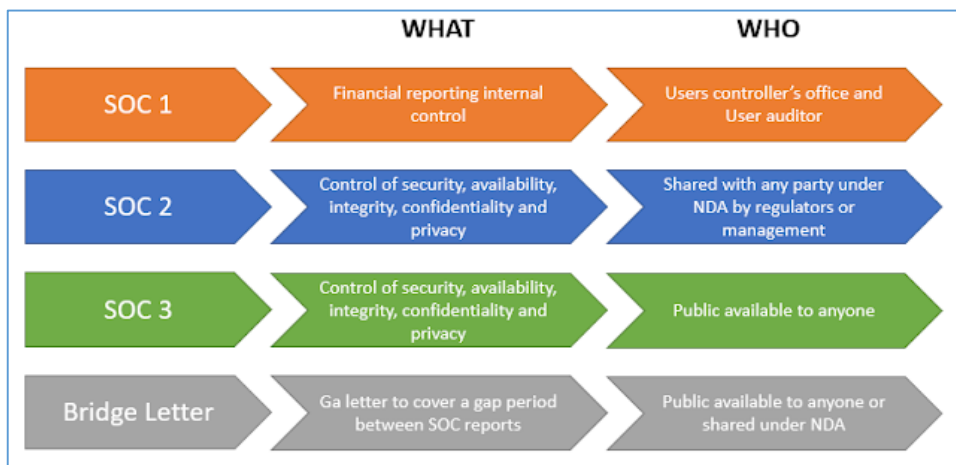 WHAT
WHO
SOC 1
Financial reporting internal
control
Users controller's office and
User auditor
SOC 2
Control of security, availability,
integrity, confidentiality and
privacy
Shared with any party under
NDA by regulators or
management
SOC 3
Control of security, availability,
integrity, confidentiality and
privacy
Public available to anyone
Bridge Letter
Ga letter to cover a gap period
between SOC reports
Public available to anyone or
shared under NDA